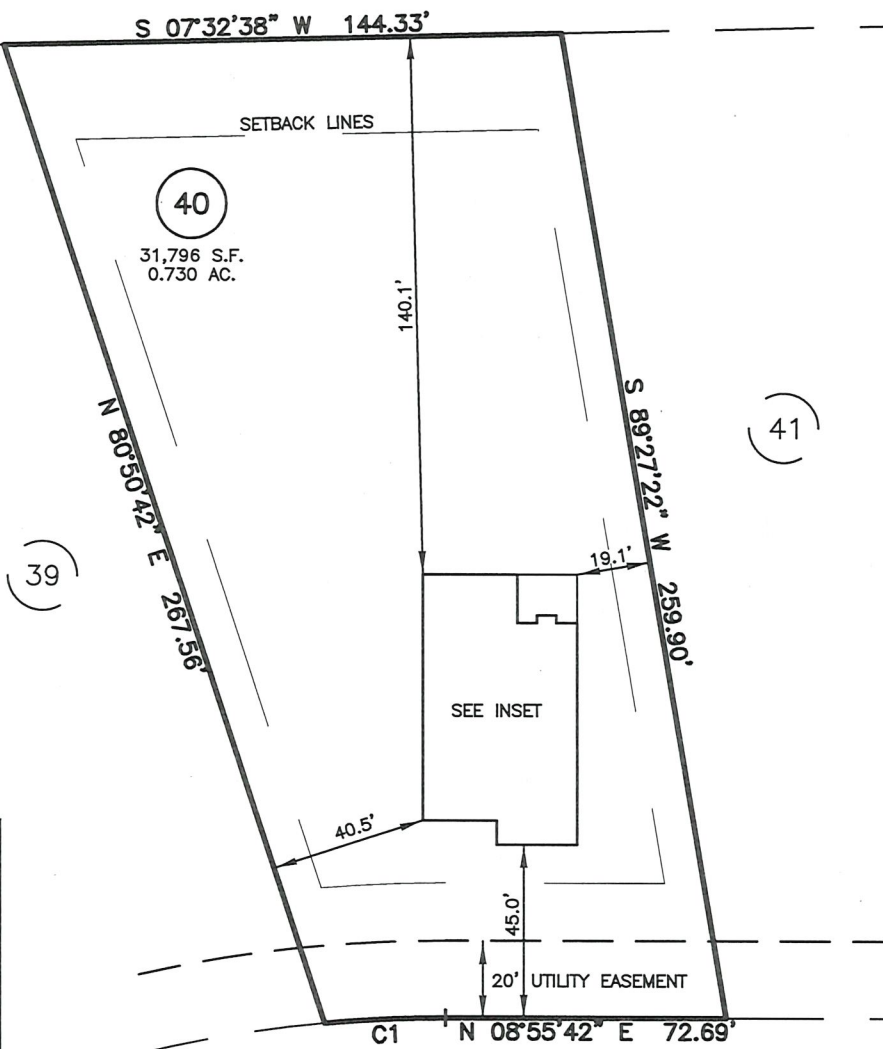 S 07°32'38" W 144.33'
SETBACK LINES
40
31,796 S.F.
0.730 AC.
140.1'
N 80°50'42" E 267.56'
S 89°27'22" W 259.90'
41
39
19.1'
SEE INSET
40.5'
45.0'
20' UTILITY EASEMENT
C1 N 08°55'42" E 72.69'